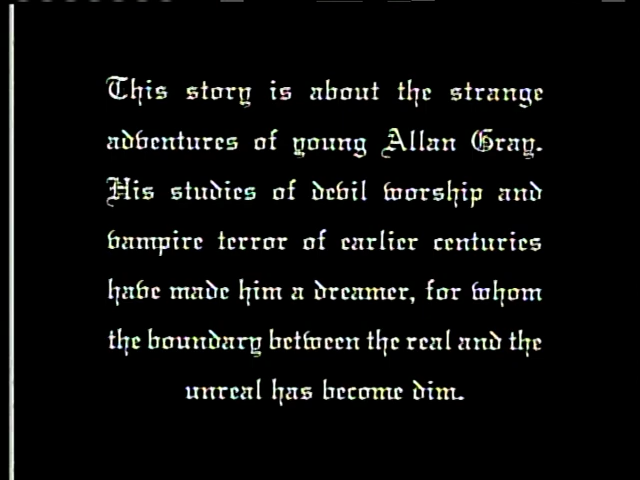 This story is about the strange
adventures of young Allan Gray.
His studies of devil worship and
vampire terror of earlier centuries
have made him a dreamer, for whom
the boundary between the real and the
unreal has become dim.